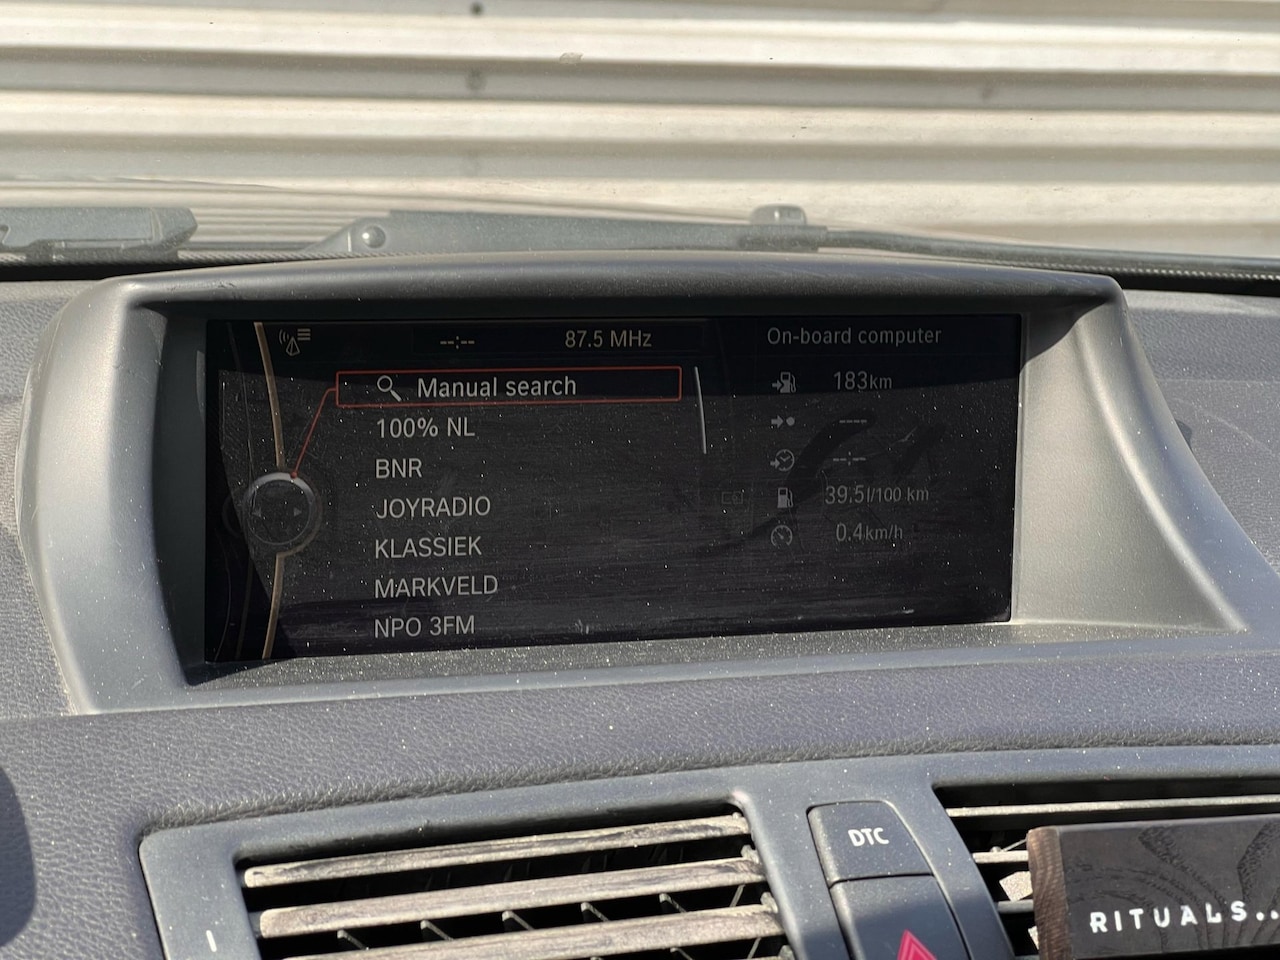 --:-- 87.5 MHz
Manual search
100% NL
BNR
JOYRADIO
KLASSIEK
MARKVELD
NPO 3FM
On-board computer
183km
----
--:--
39.5l/100 km
0.4km/h
DTC
RITUALS..